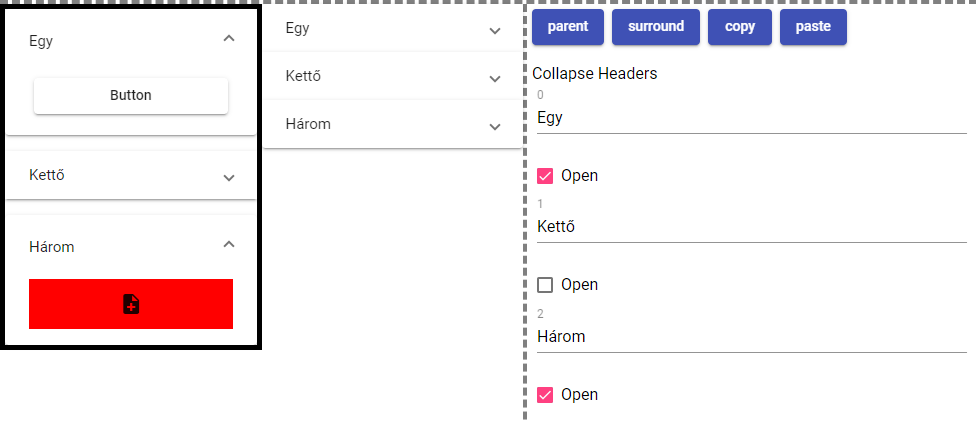 Egy
Button
Kettő
Három
Egy
Kettő
Három
parent surround copy paste
Collapse Headers
0
Egy
Open
1
Kettő
Open
2
Három
Open